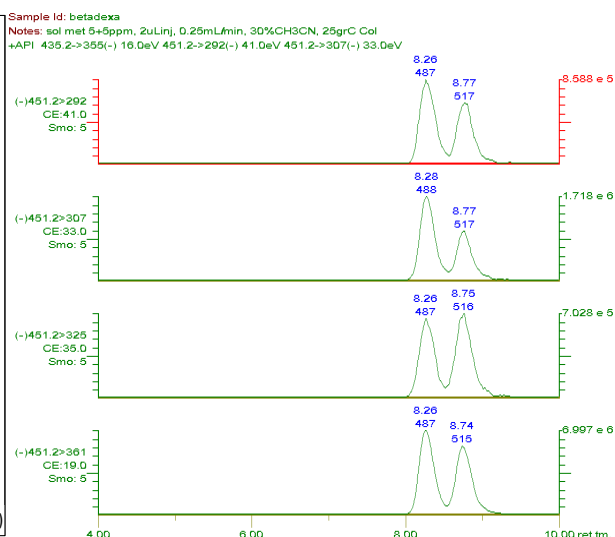 Sample Id: betadexa
Notes: sol met 5+5ppm, 2uLinj, 0.25mL/min, 30%CH3CN, 25grC Col
+API 435.2->355(-) 16.0eV 451.2->292(-) 41.0eV 451.2->307(-) 33.0eV
8.26
487
8.77
517
8.588 e 5
(-)451.2>292
CE:41.0
Smo: 5
8.28
488
8.77
517
1.718 e 6
(-)451.2>307
CE:33.0
Smo: 5
8.26
487
8.75
516
7.028 e 5
(-)451.2>325
CE:35.0
Smo: 5
8.26
487
8.74
515
6.997 e 6
(-)451.2>361
CE:19.0
Smo: 5
)
4.00 6.00 8.00 10.00 ret.tm